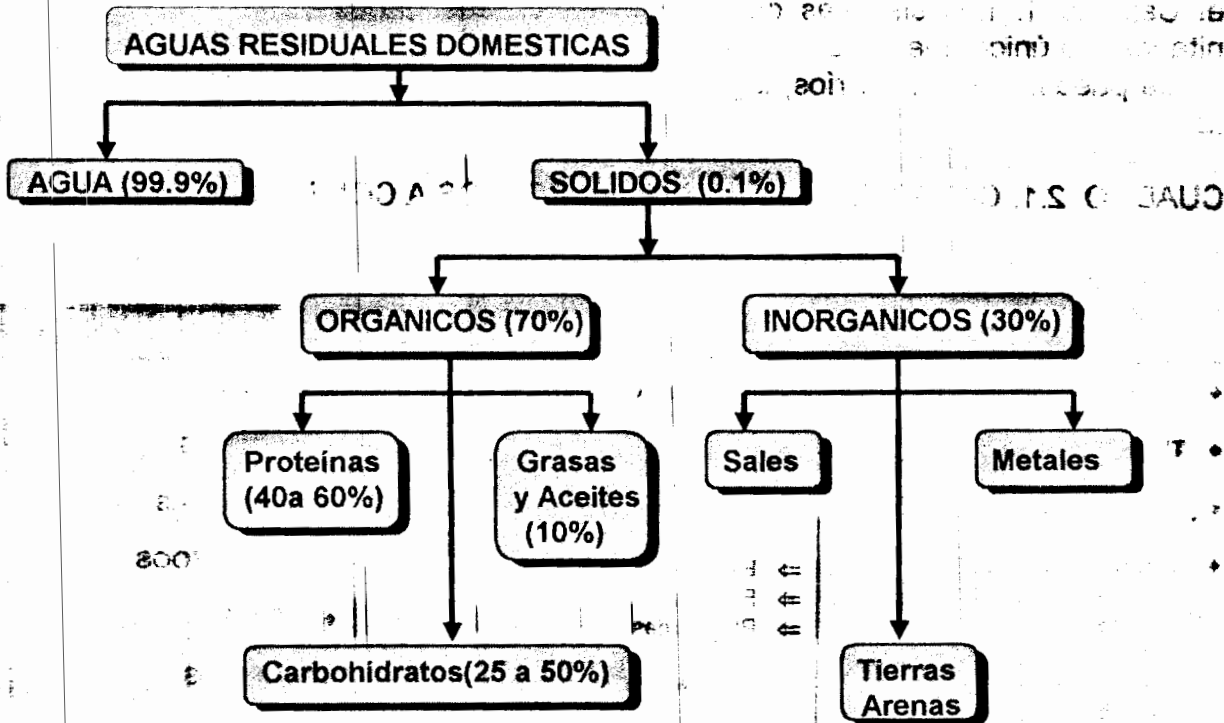 AGUAS RESIDUALES DOMESTICAS
AGUA (99.9%)
SOLIDOS (0.1%)
ORGANICOS (70%)
INORGANICOS (30%)
Proteínas
(40a 60%)
Grasas
y Aceites
(10%)
Sales
Metales
Carbohidratos(25 a 50%)
Tierras
Arenas